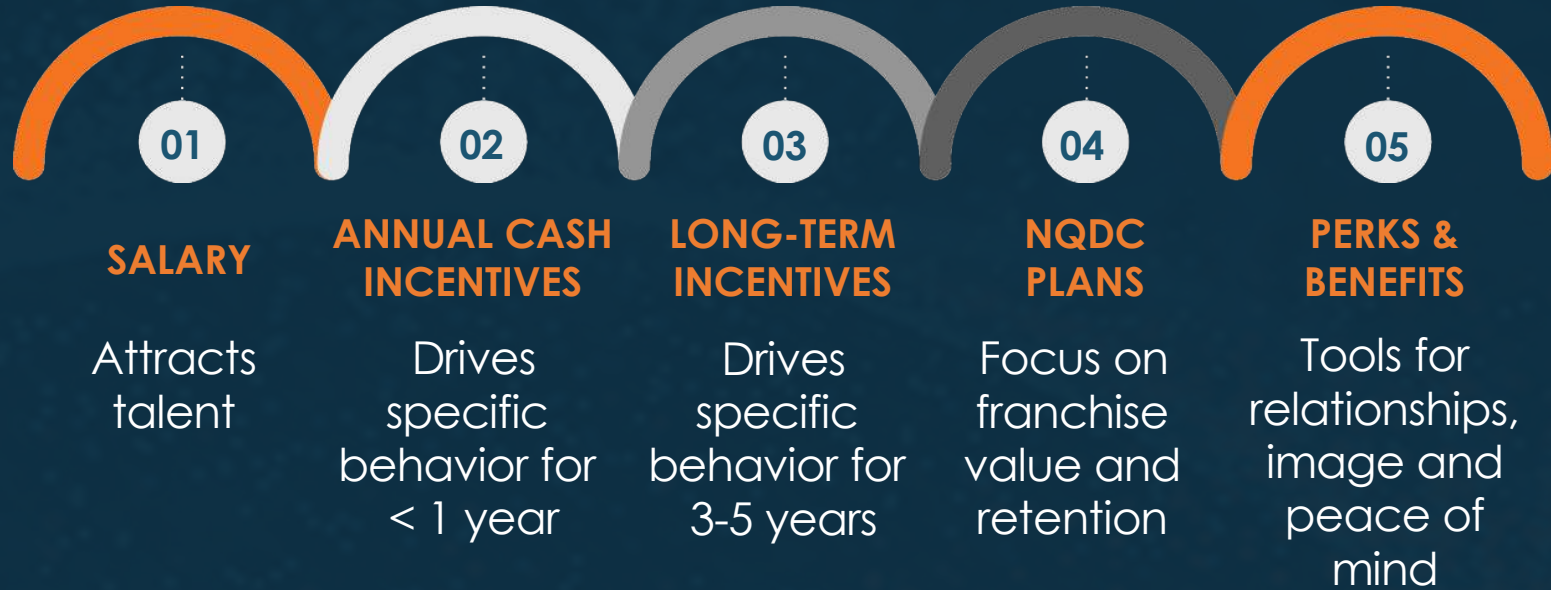 01
SALARY
Attracts
talent
02
ANNUAL CASH
INCENTIVES
Drives
specific
behavior for
< 1 year
03
LONG-TERM
INCENTIVES
Drives
specific
behavior for
3-5 years
04
NQDC
PLANS
Focus on
franchise
value and
retention
05
PERKS &
BENEFITS
Tools for
relationships,
image and
peace of
mind